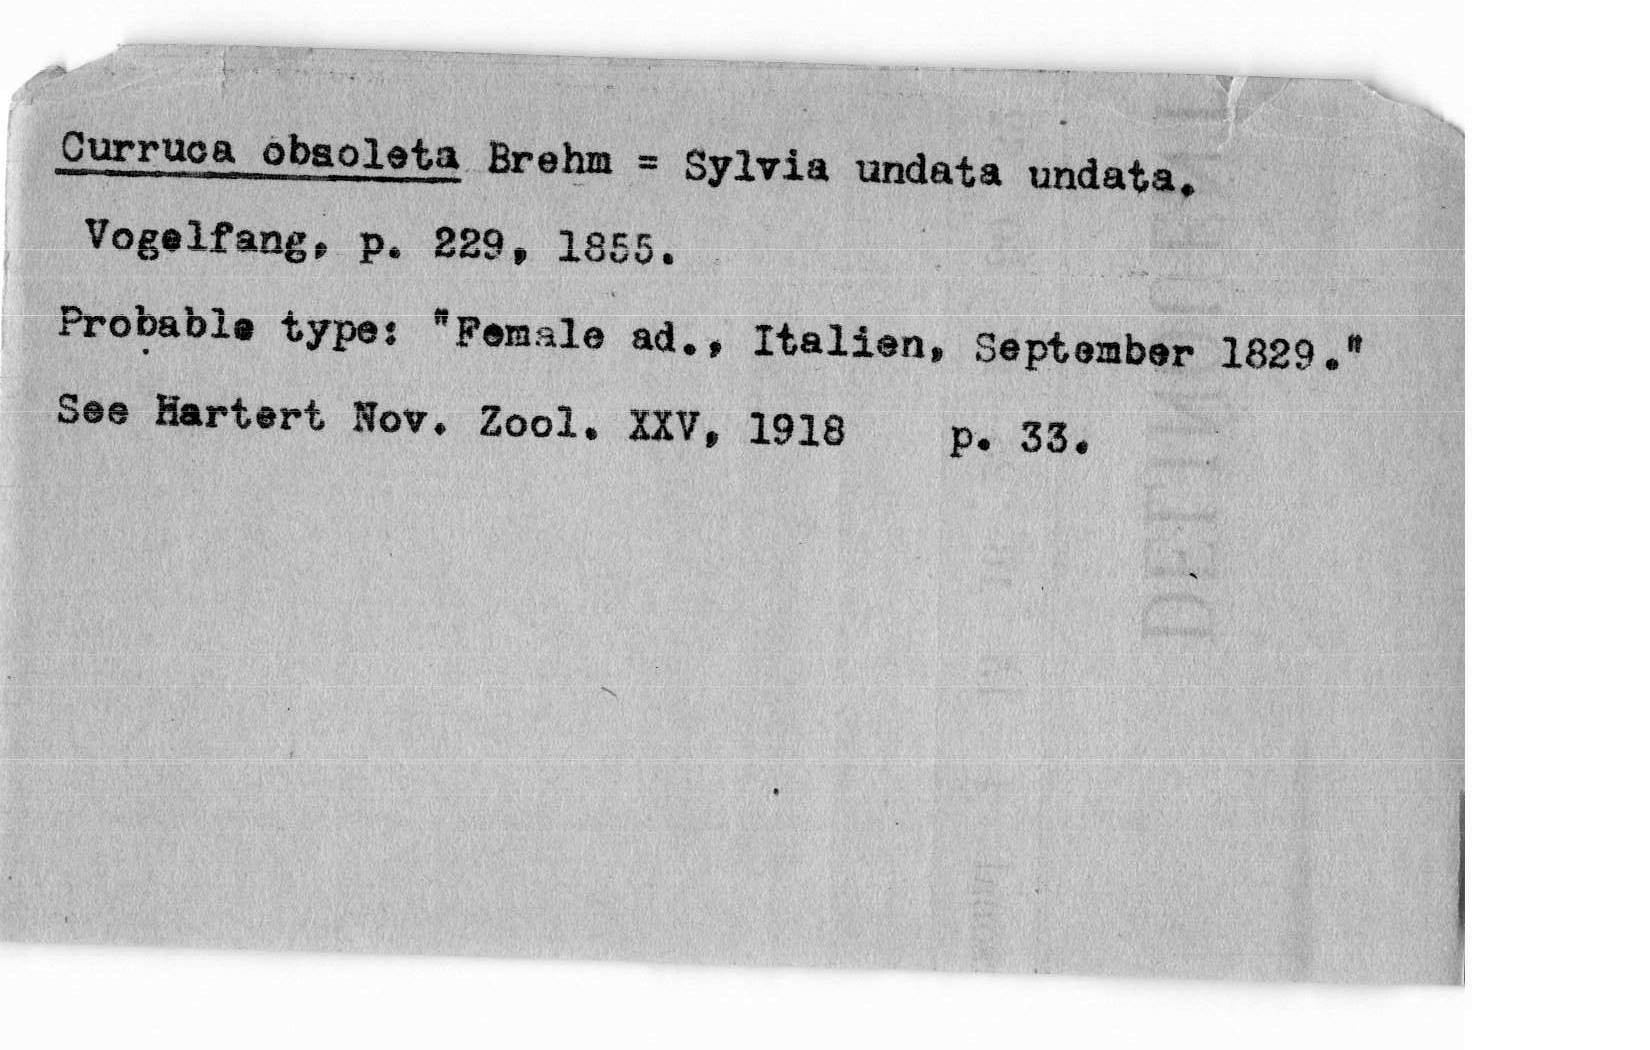 Curruca obsoleta Brehm = Sylvia undata undata.
Vogelfang, p. 229, 1855.
Probable type: "Female ad., Italien, September 1829."
See Hartert Nov. Zool. XXV, 1918 p. 33.